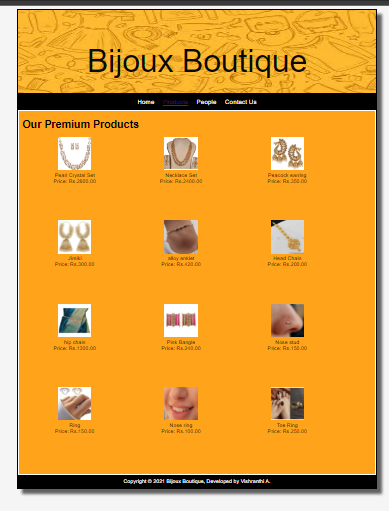 Bijoux Boutique
Home Products People Contact Us
Our Premium Products
Pearl Crystal Set
Price: Rs.2800.00
Necklace Set
Price: Rs.2400.00
Peacock earring
Price: Rs.350.00
Jimiki
Price: Rs.300.00
alloy anklet
Price: Rs.420.00
Head Chain
Price: Rs.200.00
hip chain
Price: Rs.1300.00
Pink Bangle
Price: Rs.240.00
Nose stud
Price: Rs.150.00
Ring
Price: Rs.150.00
Nose ring
Price: Rs.100.00
Toe Ring
Price: Rs.250.00
Copyright © 2021 Bijoux Boutique, Developed by Vishranthi A.